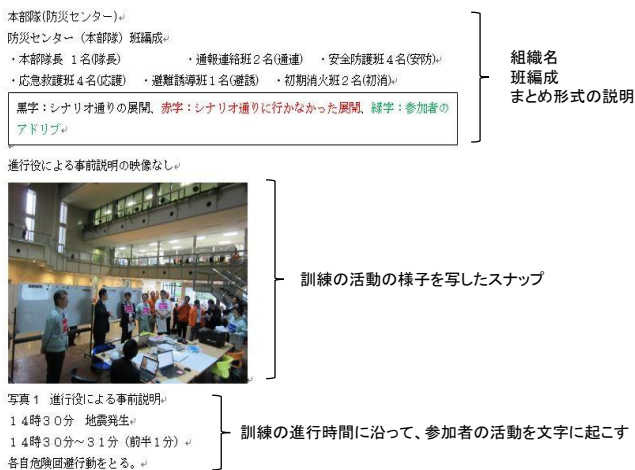 本部隊(防災センター)
防災センター（本部隊）班編成
・本部隊長 1名(隊長) ・通報連絡班２名(通連) ・安全防護班４名(安防)
・応急救護班４名(応護) ・避難誘導班１名(避誘) ・初期消火班２名(初消)
黒字：シナリオ通りの展開、赤字：シナリオ通りに行かなかった展開、緑字：参加者の
アドリブ
進行役による事前説明の映像なし
写真１ 進行役による事前説明
１４時３０分 地震発生
１４時３０分～３１分（前半１分）
各自危険回避行動をとる。
組織名
班編成
まとめ形式の説明
訓練の活動の様子を写したスナップ
訓練の進行時間に沿って、参加者の活動を文字に起こす